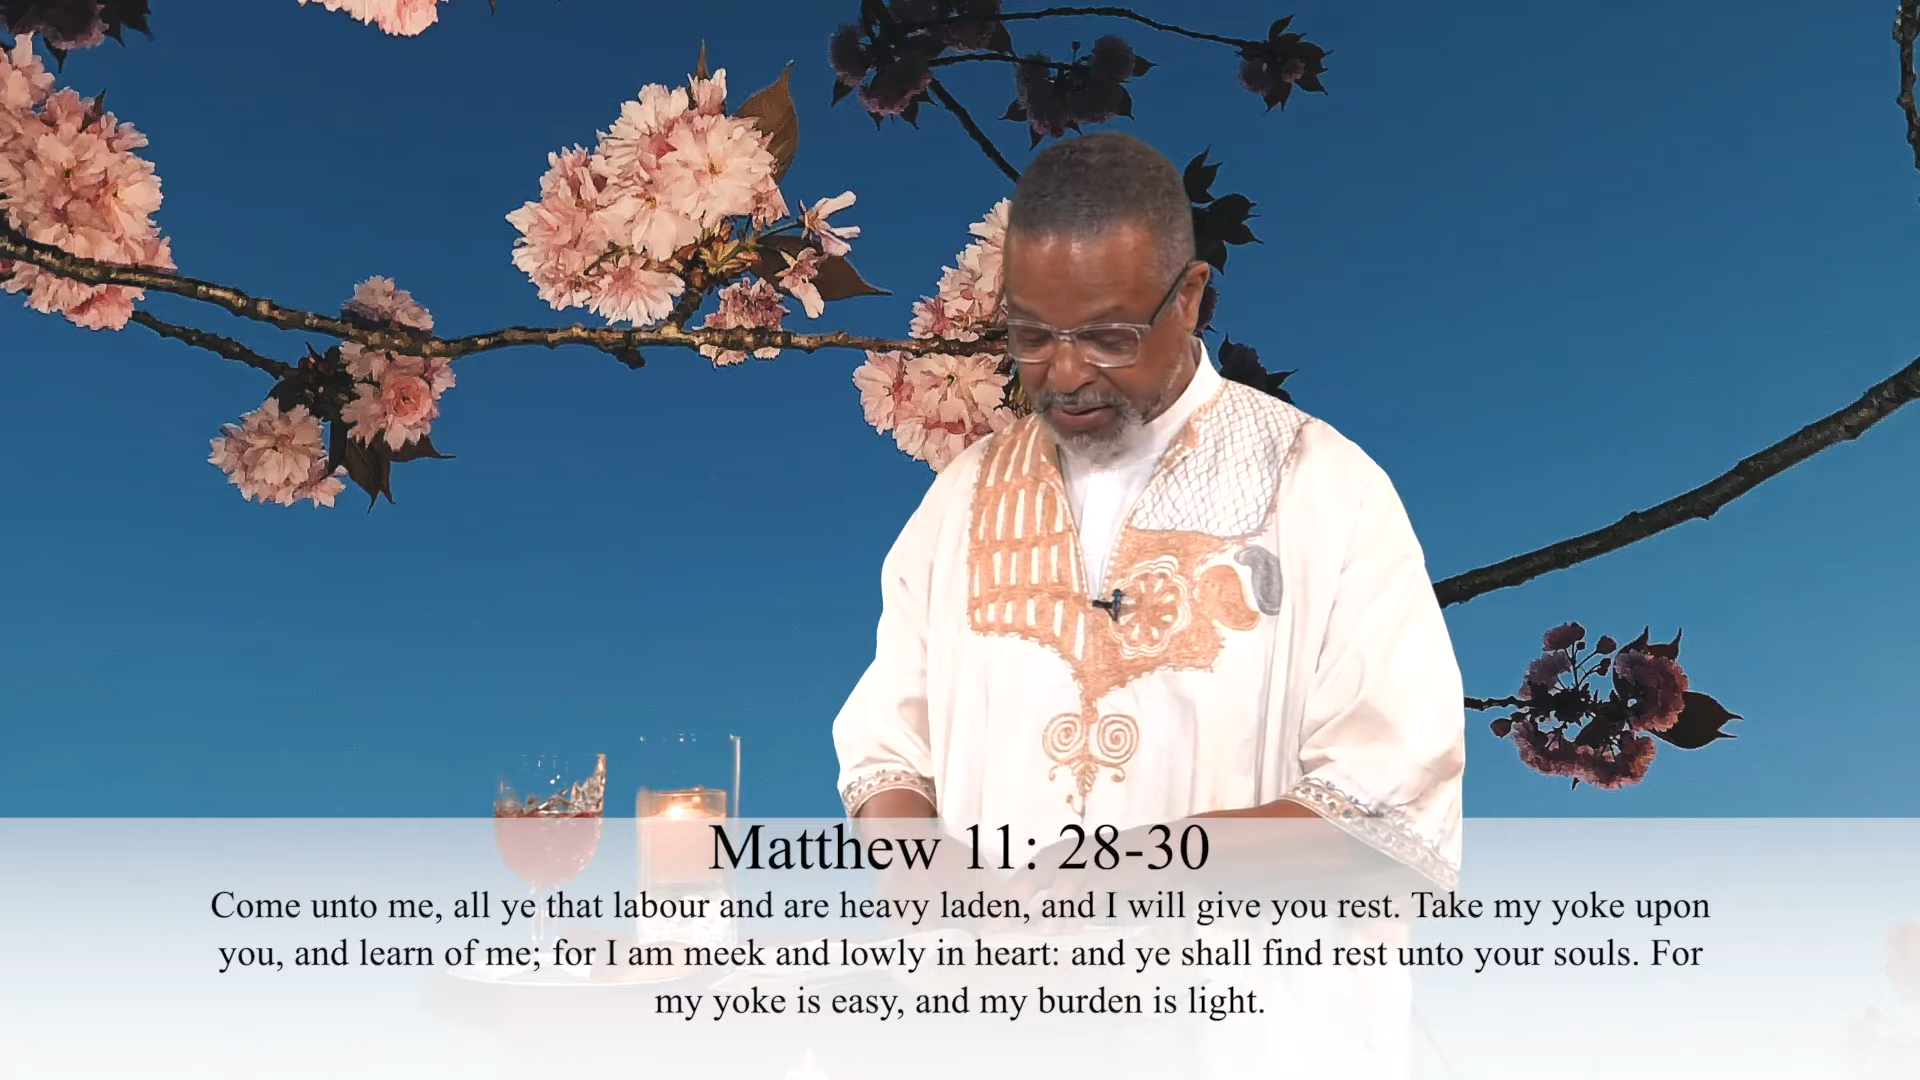 Matthew 11: 28-30
Come unto me, all ye that labour and are heavy laden, and I will give you rest. Take my yoke upon
you, and learn of me; for I am meek and lowly in heart: and ye shall find rest unto your souls. For
my yoke is easy, and my burden is light.